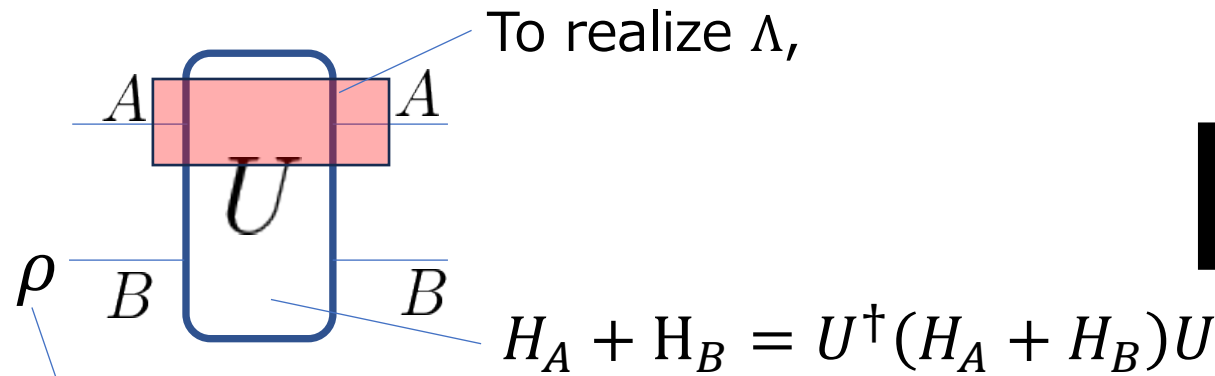 To realize Λ,
A A
U
ρ B B
H_A + H_B = U^†(H_A + H_B)U